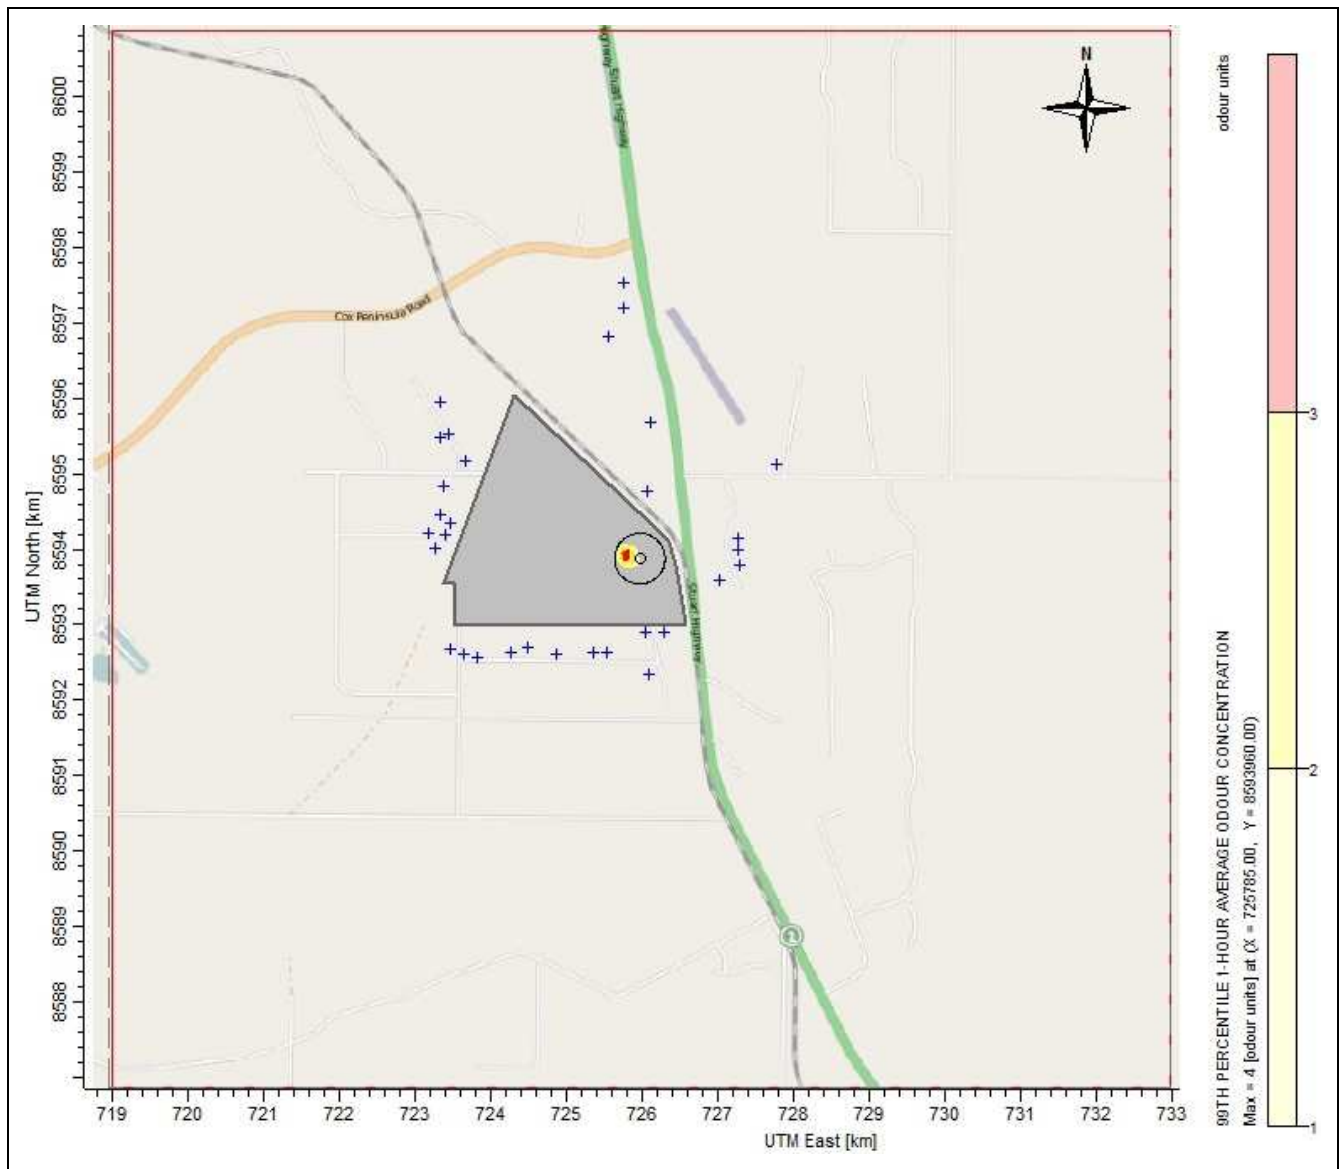 N
odour units
Highway Stuart Highway
8600
8599
8598
8597
8596
8595
8594
8593
8592
8591
8590
8589
8588
UTM North [km]
Cox Peninsula Road
Stuart Highway
3
2
1
99TH PERCENTILE 1-HOUR AVERAGE ODOUR CONCENTRATION
Max = 4 [odour units] at (X = 725785.00, Y = 8593960.00)
719 720 721 722 723 724 725 726 727 728 729 730 731 732 733
UTM East [km]